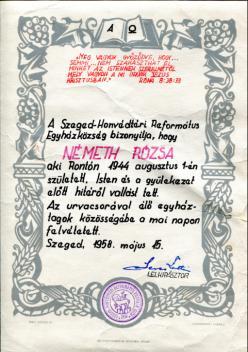 A Ω
„MEG VAGYOK GYŐZŐDVE, HOGY...
SEMMI... NEM SZAKASZTHAT EL
MINKET AZ ISTENNEK SZERELMÉTŐL
MELY VAGYON A MI URUNK JÉZUS
KRISZTUSBAN." RÓMA 8:38-39
A Szeged-Honvédtéri Református
Egyházközség bizonyítja, hogy
NÉMETH RÓZSA
aki Rontón 1944 augusztus 1-én
született, Isten és a gyülekezet
előtt hitéről vallást tett.
Az úrvacsorával élő egyház-
tagok közösségébe a mai napon
felvétetett.
Szeged, 1958. május 15.
LELKIPÁSZTOR